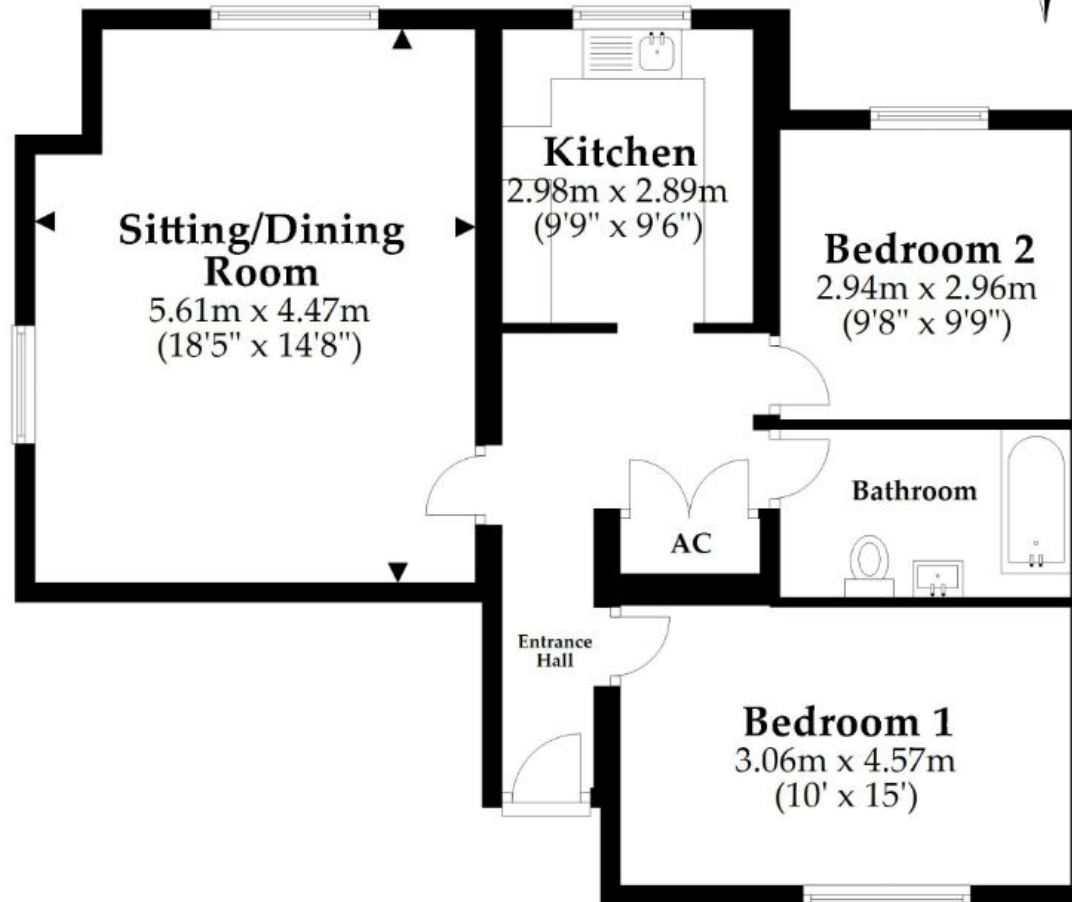 Kitchen
2.98m x 2.89m
(9'9" x 9'6")
Sitting/Dining
Room
5.61m x 4.47m
(18'5" x 14'8")
Bedroom 2
2.94m x 2.96m
(9'8" x 9'9")
Bathroom
AC
Entrance
Hall
Bedroom 1
3.06m x 4.57m
(10' x 15')